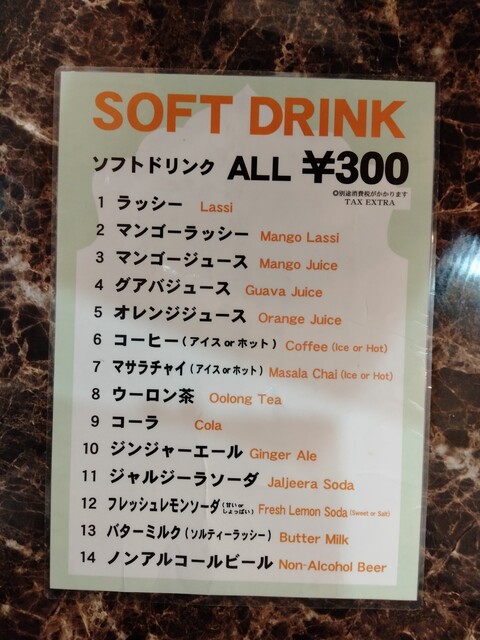 SOFT DRINK
ソフトドリンク ALL ¥300
◎別途消費税がかかります
TAX EXTRA
1 ラッシー Lassi
2 マンゴーラッシー Mango Lassi
3 マンゴージュース Mango Juice
4 グアバジュース Guava Juice
5 オレンジジュース Orange Juice
6 コーヒー(アイス or ホット) Coffee (Ice or Hot)
7 マサラチャイ(アイス or ホット) Masala Chai (Ice or Hot)
8 ウーロン茶 Oolong Tea
9 コーラ Cola
10 ジンジャーエール Ginger Ale
11 ジャルジーラソーダ Jaljeera Soda
12 フレッシュレモンソーダ(甘い or しょっぱい) Fresh Lemon Soda (Sweet or Salt)
13 バターミルク(ソルティーラッシー) Butter Milk
14 ノンアルコールビール Non-Alcohol Beer